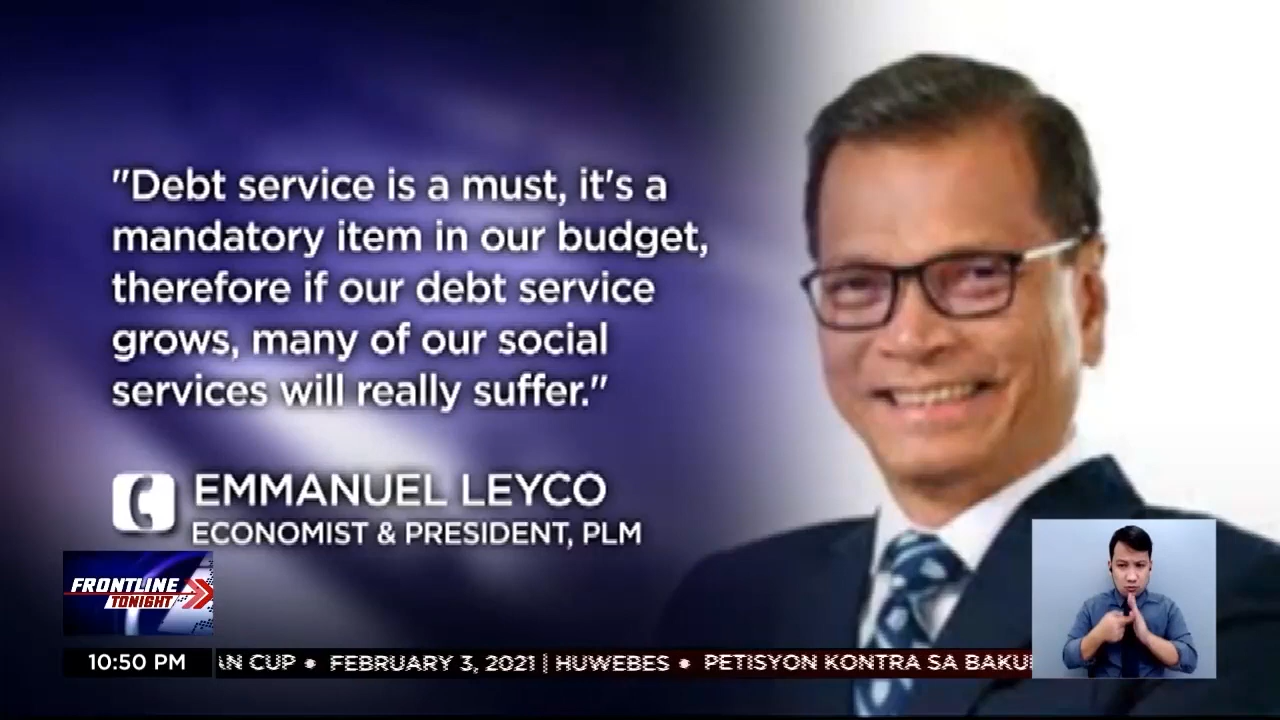 "Debt service is a must, it's a
mandatory item in our budget,
therefore if our debt service
grows, many of our social
services will really suffer."
EMMANUEL LEYCO
ECONOMIST & PRESIDENT, PLM
FRONTLINE
TONIGHT
10:50 PM
AN CUP • FEBRUARY 3, 2021 | HUWEBES • PETISYON KONTRA SA BAKU